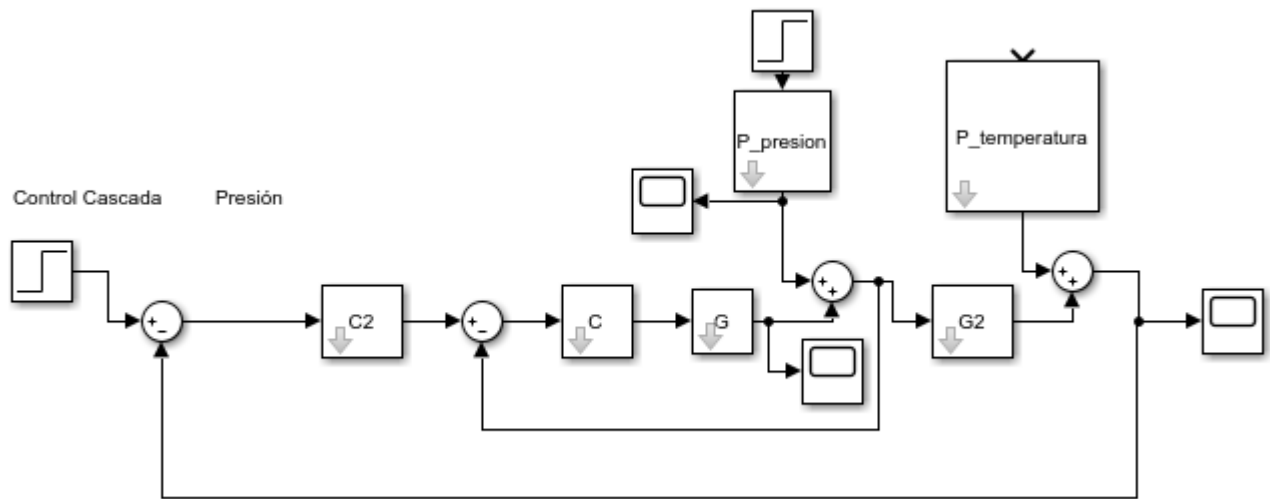 P_presion
P_temperatura
Control Cascada Presión
C2
C
G
G2